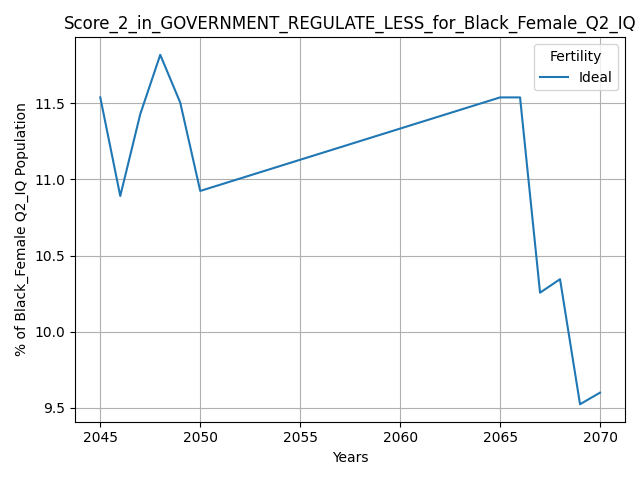 Score_2_in_GOVERNMENT_REGULATE_LESS_for_Black_Female_Q2_IQ
Fertility
Ideal
% of Black_Female Q2_IQ Population
11.5
11.0
10.5
10.0
9.5
2045 2050 2055 2060 2065 2070
Years